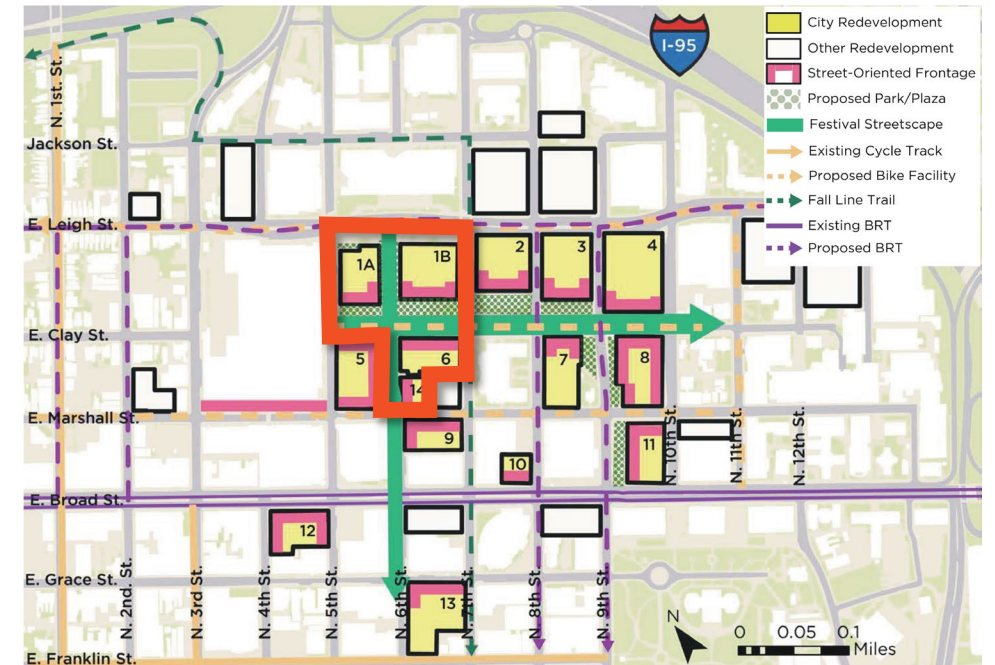 I-95
City Redevelopment
Other Redevelopment
Street-Oriented Frontage
Proposed Park/Plaza
Festival Streetscape
Existing Cycle Track
Proposed Bike Facility
Fall Line Trail
Existing BRT
Proposed BRT
N. 1st. St.
Jackson St.
E. Leigh St.
1A
1B
2
3
4
E. Clay St.
5
6
7
8
14
E. Marshall St.
9
10
11
N. 10th St.
N. 11th St.
N. 12th St.
E. Broad St.
12
E. Grace St.
N. 2nd. St.
N. 3rd St.
N. 4th St.
N. 5th St.
N. 6th St.
N. 7th St.
N. 8th St.
N. 9th St.
13
N
0 0.05 0.1
Miles
E. Franklin St.